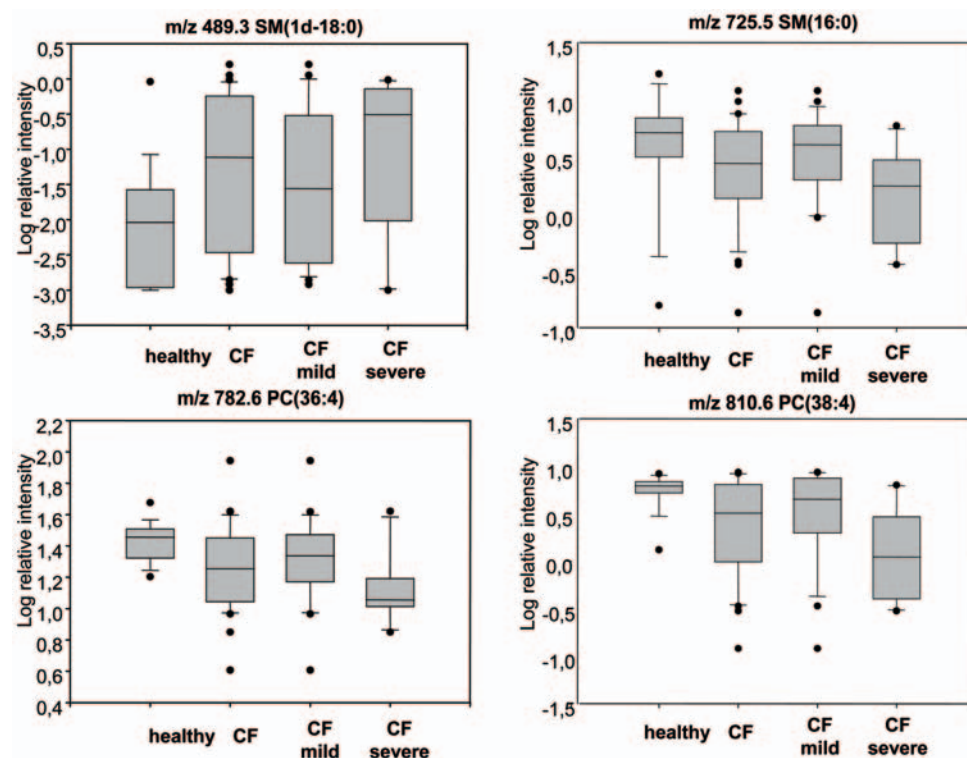 m/z 489.3 SM(1d-18:0)
Log relative intensity
0,5
-0,0
-0,5
-1,0
-1,5
-2,0
-2,5
-3,0
-3,5
healthy CF CF CF
mild severe
m/z 725.5 SM(16:0)
Log relative intensity
1,5
1,0
0,5
0,0
-0,5
-1,0
healthy CF CF CF
mild severe
m/z 782.6 PC(36:4)
Log relative intensity
2,2
2,0
1,8
1,6
1,4
1,2
1,0
0,8
0,6
0,4
healthy CF CF CF
mild severe
m/z 810.6 PC(38:4)
Log relative intensity
1,5
1,0
0,5
0,0
-0,5
-1,0
-1,5
healthy CF CF CF
mild severe